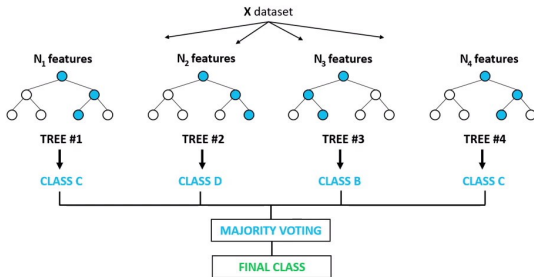 X dataset
N₁ features N₂ features N₃ features N₄ features
TREE #1 TREE #2 TREE #3 TREE #4
CLASS C CLASS D CLASS B CLASS C
MAJORITY VOTING
FINAL CLASS